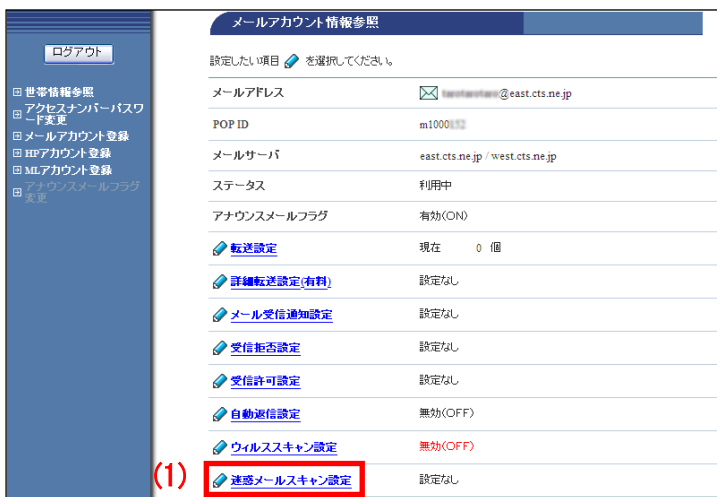 メールアカウント情報参照
ログアウト
設定したい項目 を選択してください。
世帯情報参照
アクセスナンバーパスワ
ード変更
メールアカウント登録
HPアカウント登録
MLアカウント登録
アナウンスメールフラグ
変更
メールアドレス @east.cts.ne.jp
POP ID m1000
メールサーバ east.cts.ne.jp / west.cts.ne.jp
ステータス 利用中
アナウンスメールフラグ 有効(ON)
転送設定 現在 0 個
詳細転送設定(有料) 設定なし
メール受信通知設定 設定なし
受信拒否設定 設定なし
受信許可設定 設定なし
自動返信設定 無効(OFF)
ウィルススキャン設定 無効(OFF)
(1) 迷惑メールスキャン設定 設定なし